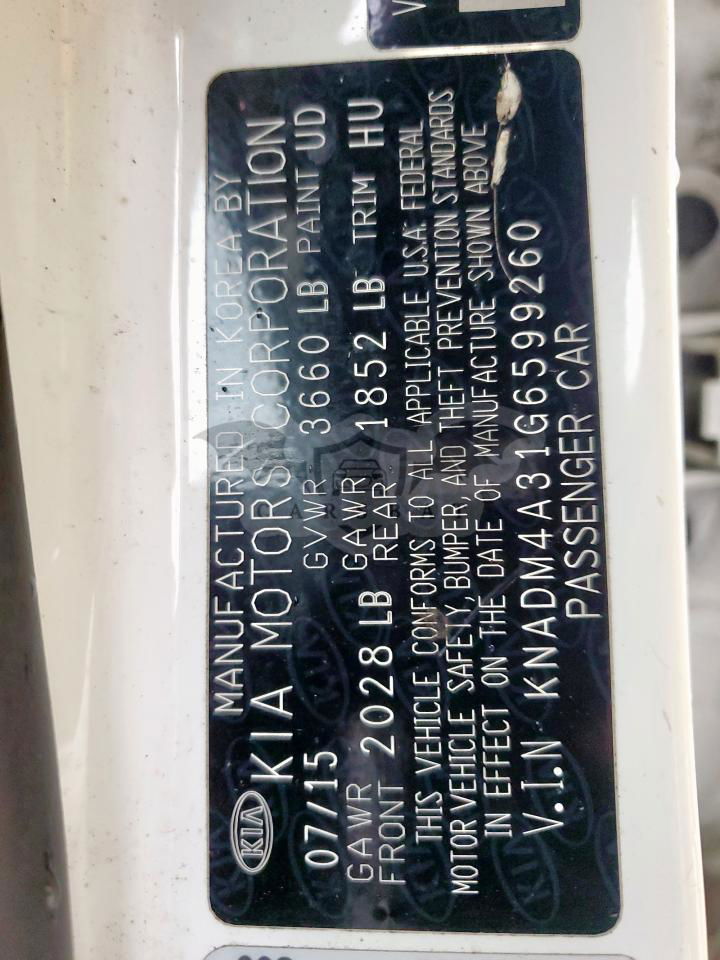 MANUFACTURED IN KOREA BY
KIA KIA MOTORS CORPORATION
07/15 GVWR 3660 LB PAINT UD
GAWR FRONT 2028 LB GAWR REAR 1852 LB TRIM HU
THIS VEHICLE CONFORMS TO ALL APPLICABLE U.S.A. FEDERAL
MOTOR VEHICLE SAFETY, BUMPER, AND THEFT PREVENTION STANDARDS
IN EFFECT ON THE DATE OF MANUFACTURE SHOWN ABOVE
V.I.N KNADM4A31G6599260
PASSENGER CAR